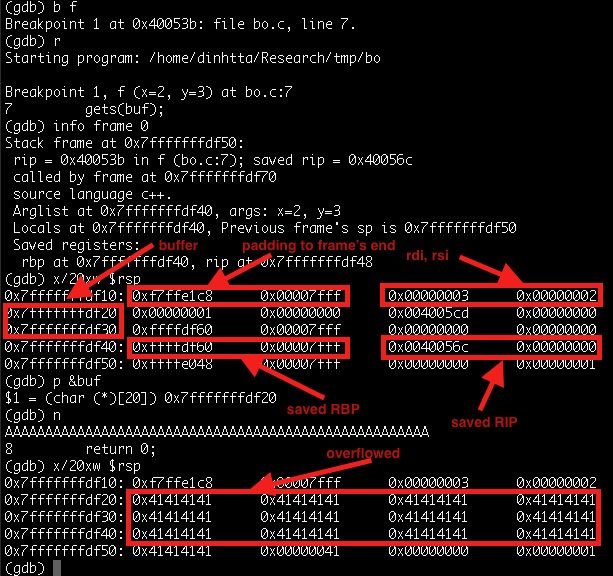 (gdb) b f
Breakpoint 1 at 0x40053b: file bo.c, line 7.
(gdb) r
Starting program: /home/dinhtta/Research/tmp/bo
Breakpoint 1, f (x=2, y=3) at bo.c:7
7 gets(buf);
(gdb) info frame 0
Stack frame at 0x7fffffffdf50:
rip = 0x40053b in f (bo.c:7); saved rip = 0x40056c
called by frame at 0x7fffffffdf70
source language c++.
Arglist at 0x7fffffffdf40, args: x=2, y=3
Locals at 0x7fffffffdf40, Previous frame's sp is 0x7fffffffdf50
Saved registers:
buffer padding to frame's end rdi, rsi
rbp at 0x7fffffffdf40, rip at 0x7fffffffdf48
(gdb) x/20xw $rsp
0x7fffffffdf10: 0xf7ffe1c8 0x00007fff 0x00000003 0x00000002
0x7fffffffdf20: 0x00000001 0x00000000 0x004005cd 0x00000000
0x7fffffffdf30: 0xffffdf60 0x00007fff 0x00000000 0x00000000
0x7fffffffdf40: 0xffffdf60 0x00007fff 0x0040056c 0x00000000
0x7fffffffdf50: 0xffffe048 0x00007fff 0x00000000 0x00000001
(gdb) p &buf
$1 = (char (*)[20]) 0x7fffffffdf20
saved RBP saved RIP
(gdb) n
AAAAAAAAAAAAAAAAAAAAAAAAAAAAAAAAAAAAAAAAAAAAAAAAAAAAA
8 return 0;
overflowed
(gdb) x/20xw $rsp
0x7fffffffdf10: 0xf7ffe1c8 0x00007fff 0x00000003 0x00000002
0x7fffffffdf20: 0x41414141 0x41414141 0x41414141 0x41414141
0x7fffffffdf30: 0x41414141 0x41414141 0x41414141 0x41414141
0x7fffffffdf40: 0x41414141 0x41414141 0x41414141 0x41414141
0x7fffffffdf50: 0x41414141 0x00000041 0x00000000 0x00000001
(gdb)